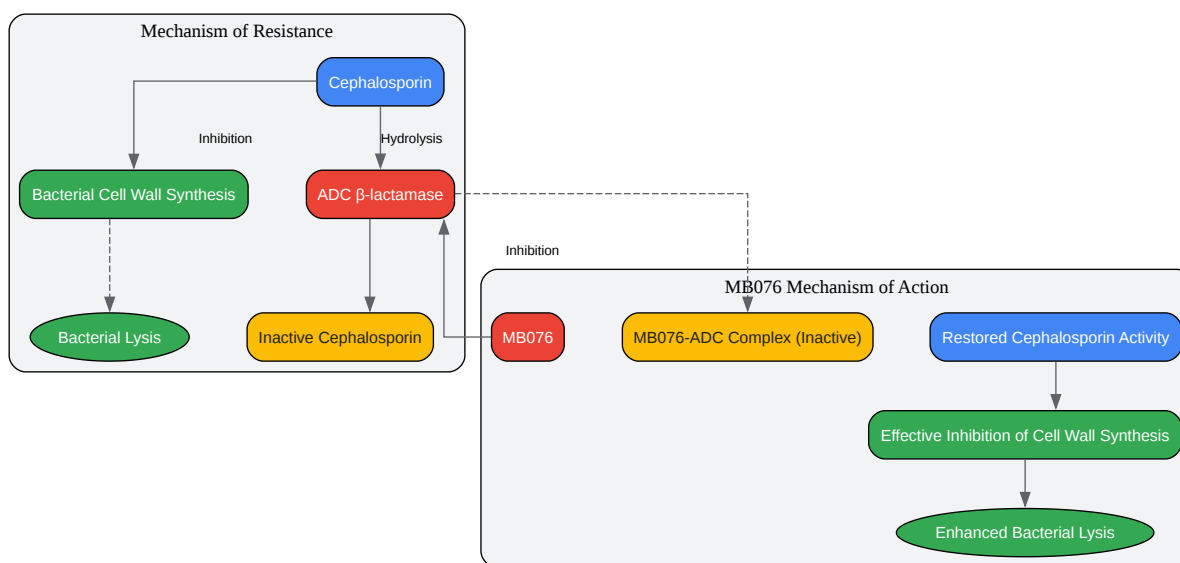 Mechanism of Resistance
Cephalosporin
Inhibition
Hydrolysis
Bacterial Cell Wall Synthesis
ADC β-lactamase
Inhibition
MB076 Mechanism of Action
Bacterial Lysis
Inactive Cephalosporin
MB076
MB076-ADC Complex (Inactive)
Restored Cephalosporin Activity
Effective Inhibition of Cell Wall Synthesis
Enhanced Bacterial Lysis